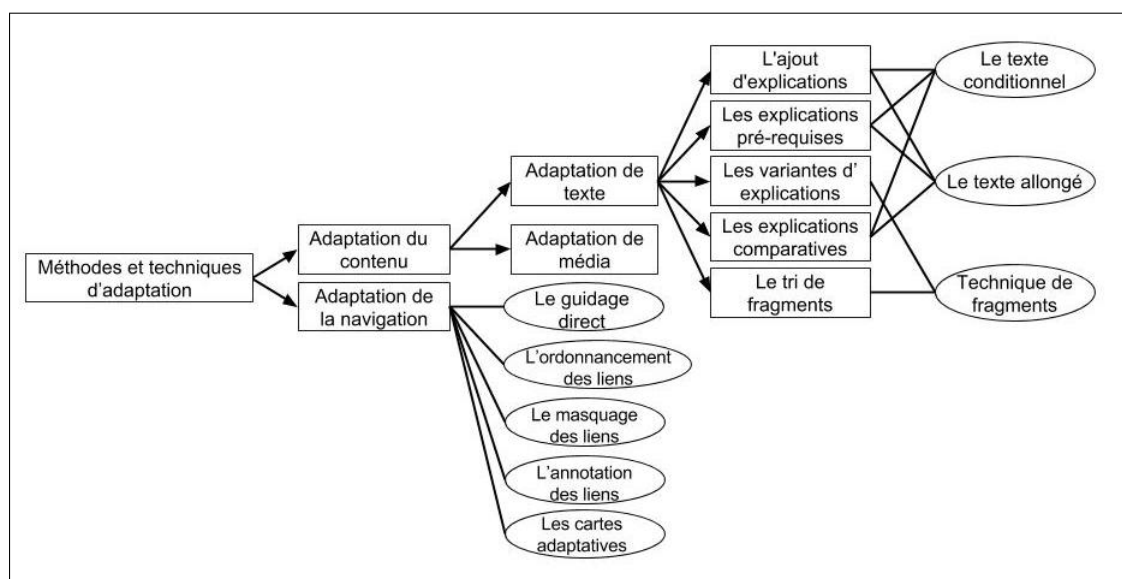 Méthodes et techniques
d'adaptation
Adaptation du
contenu
Adaptation de
la navigation
Adaptation de
texte
Adaptation de
média
Le guidage
direct
L'ordonnancement
des liens
Le masquage
des liens
L'annotation
des liens
Les cartes
adaptatives
L'ajout
d'explications
Les explications
pré-requises
Les variantes d'
explications
Les explications
comparatives
Le tri de
fragments
Le texte
conditionnel
Le texte allongé
Technique de
fragments